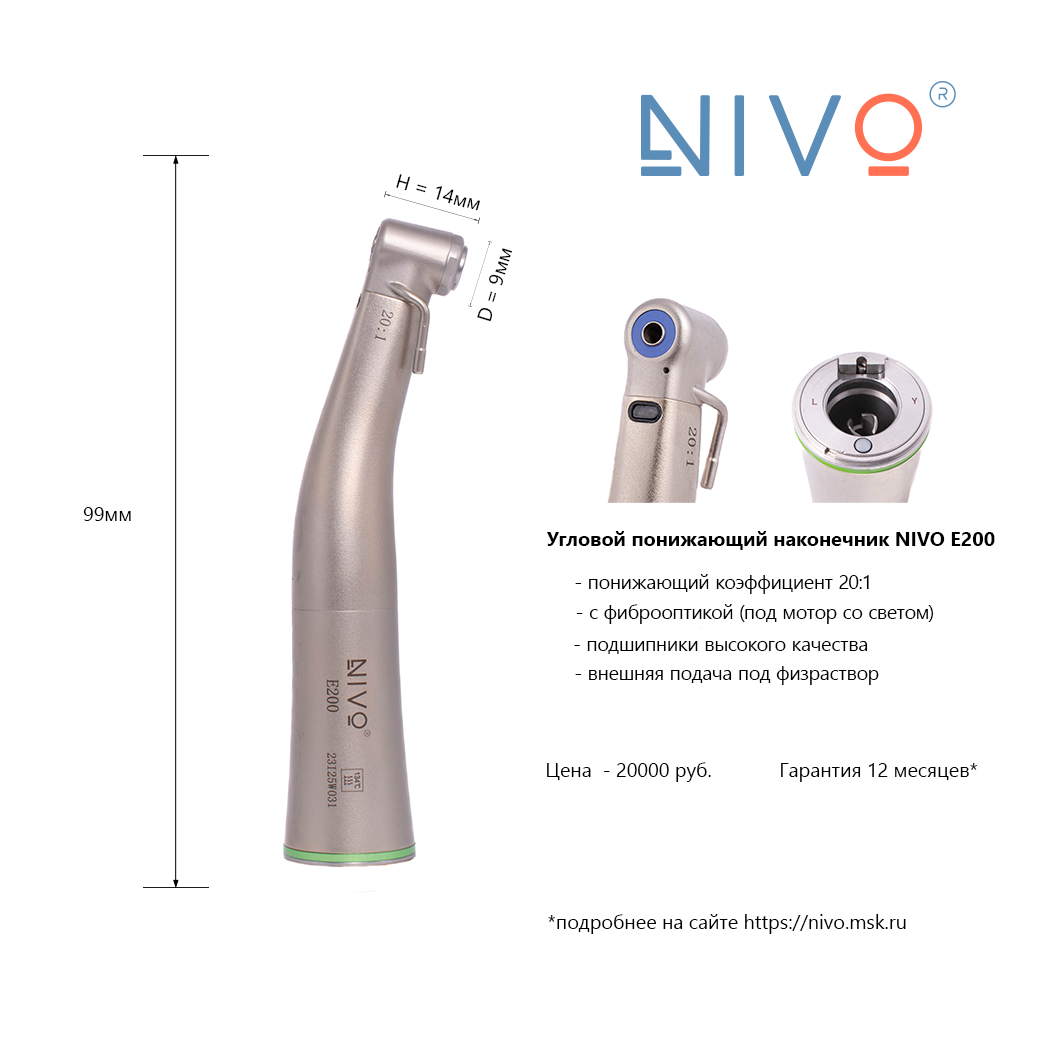 NIVO ®
H = 14мм
D = 9мм
20:1
99мм
20:1
L Y
Угловой понижающий наконечник NIVO E200
- понижающий коэффициент 20:1
- с фиброоптикой (под мотор со светом)
- подшипники высокого качества
- внешняя подача под физраствор
NIVO ®
E200
134°C
23I25W031
Цена - 20000 руб.
Гарантия 12 месяцев*
*подробнее на сайте https://nivo.msk.ru